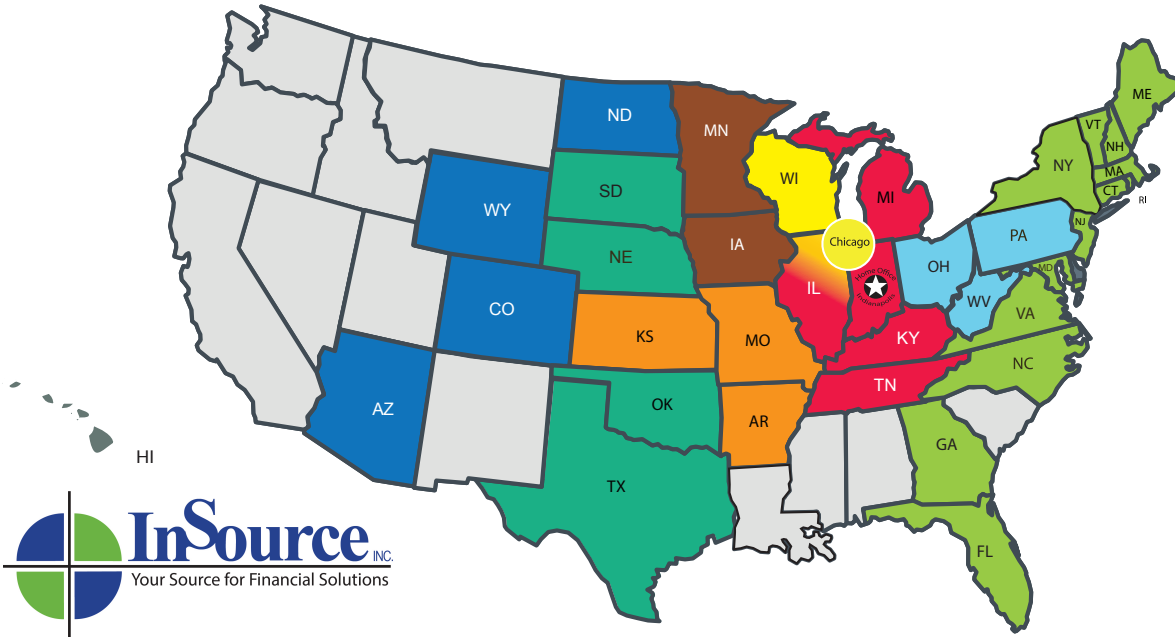 ME
ND
MN
VT
NH
NY
MA
WI
SD
CT
MI
RI
WY
NJ
PA
IA
Chicago
NE
OH
MD
Home Office
IL
Indianapolis
WV
CO
VA
KS
MO
KY
NC
TN
OK
AZ
AR
GA
HI
TX
InSource INC.
FL
Your Source for Financial Solutions